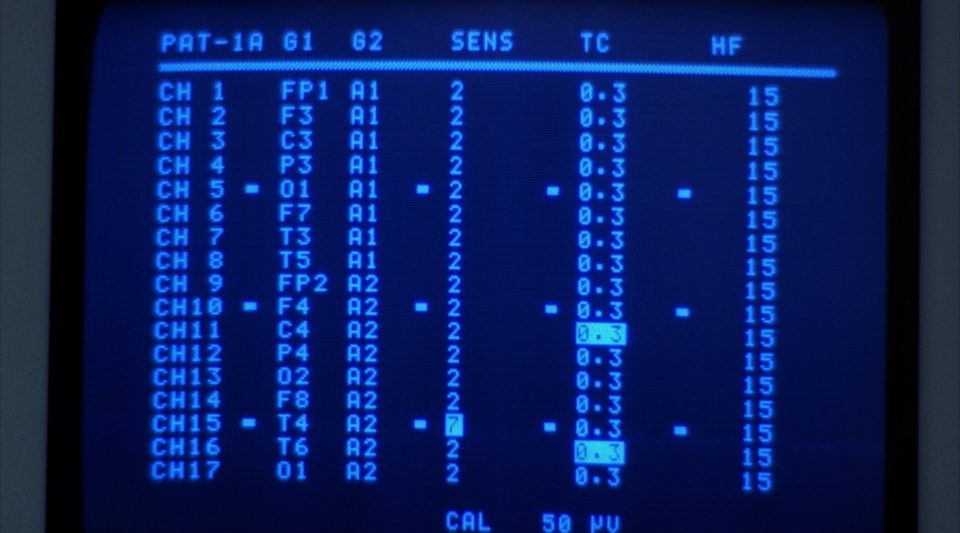 PAT-1A G1 G2 SENS TC HF
CH 1 FP1 A1 2 0.3 15
CH 2 F3 A1 2 0.3 15
CH 3 C3 A1 2 0.3 15
CH 4 P3 A1 2 0.3 15
CH 5 - O1 A1 - 2 - 0.3 - 15
CH 6 F7 A1 2 0.3 15
CH 7 T3 A1 2 0.3 15
CH 8 T5 A1 2 0.3 15
CH 9 FP2 A2 2 0.3 15
CH10 - F4 A2 - 2 - 0.3 - 15
CH11 C4 A2 2 0.3 15
CH12 P4 A2 2 0.3 15
CH13 O2 A2 2 0.3 15
CH14 F8 A2 2 0.3 15
CH15 - T4 A2 - 7 - 0.3 - 15
CH16 T6 A2 2 0.3 15
CH17 O1 A2 2 0.3 15
CAL 50 µV